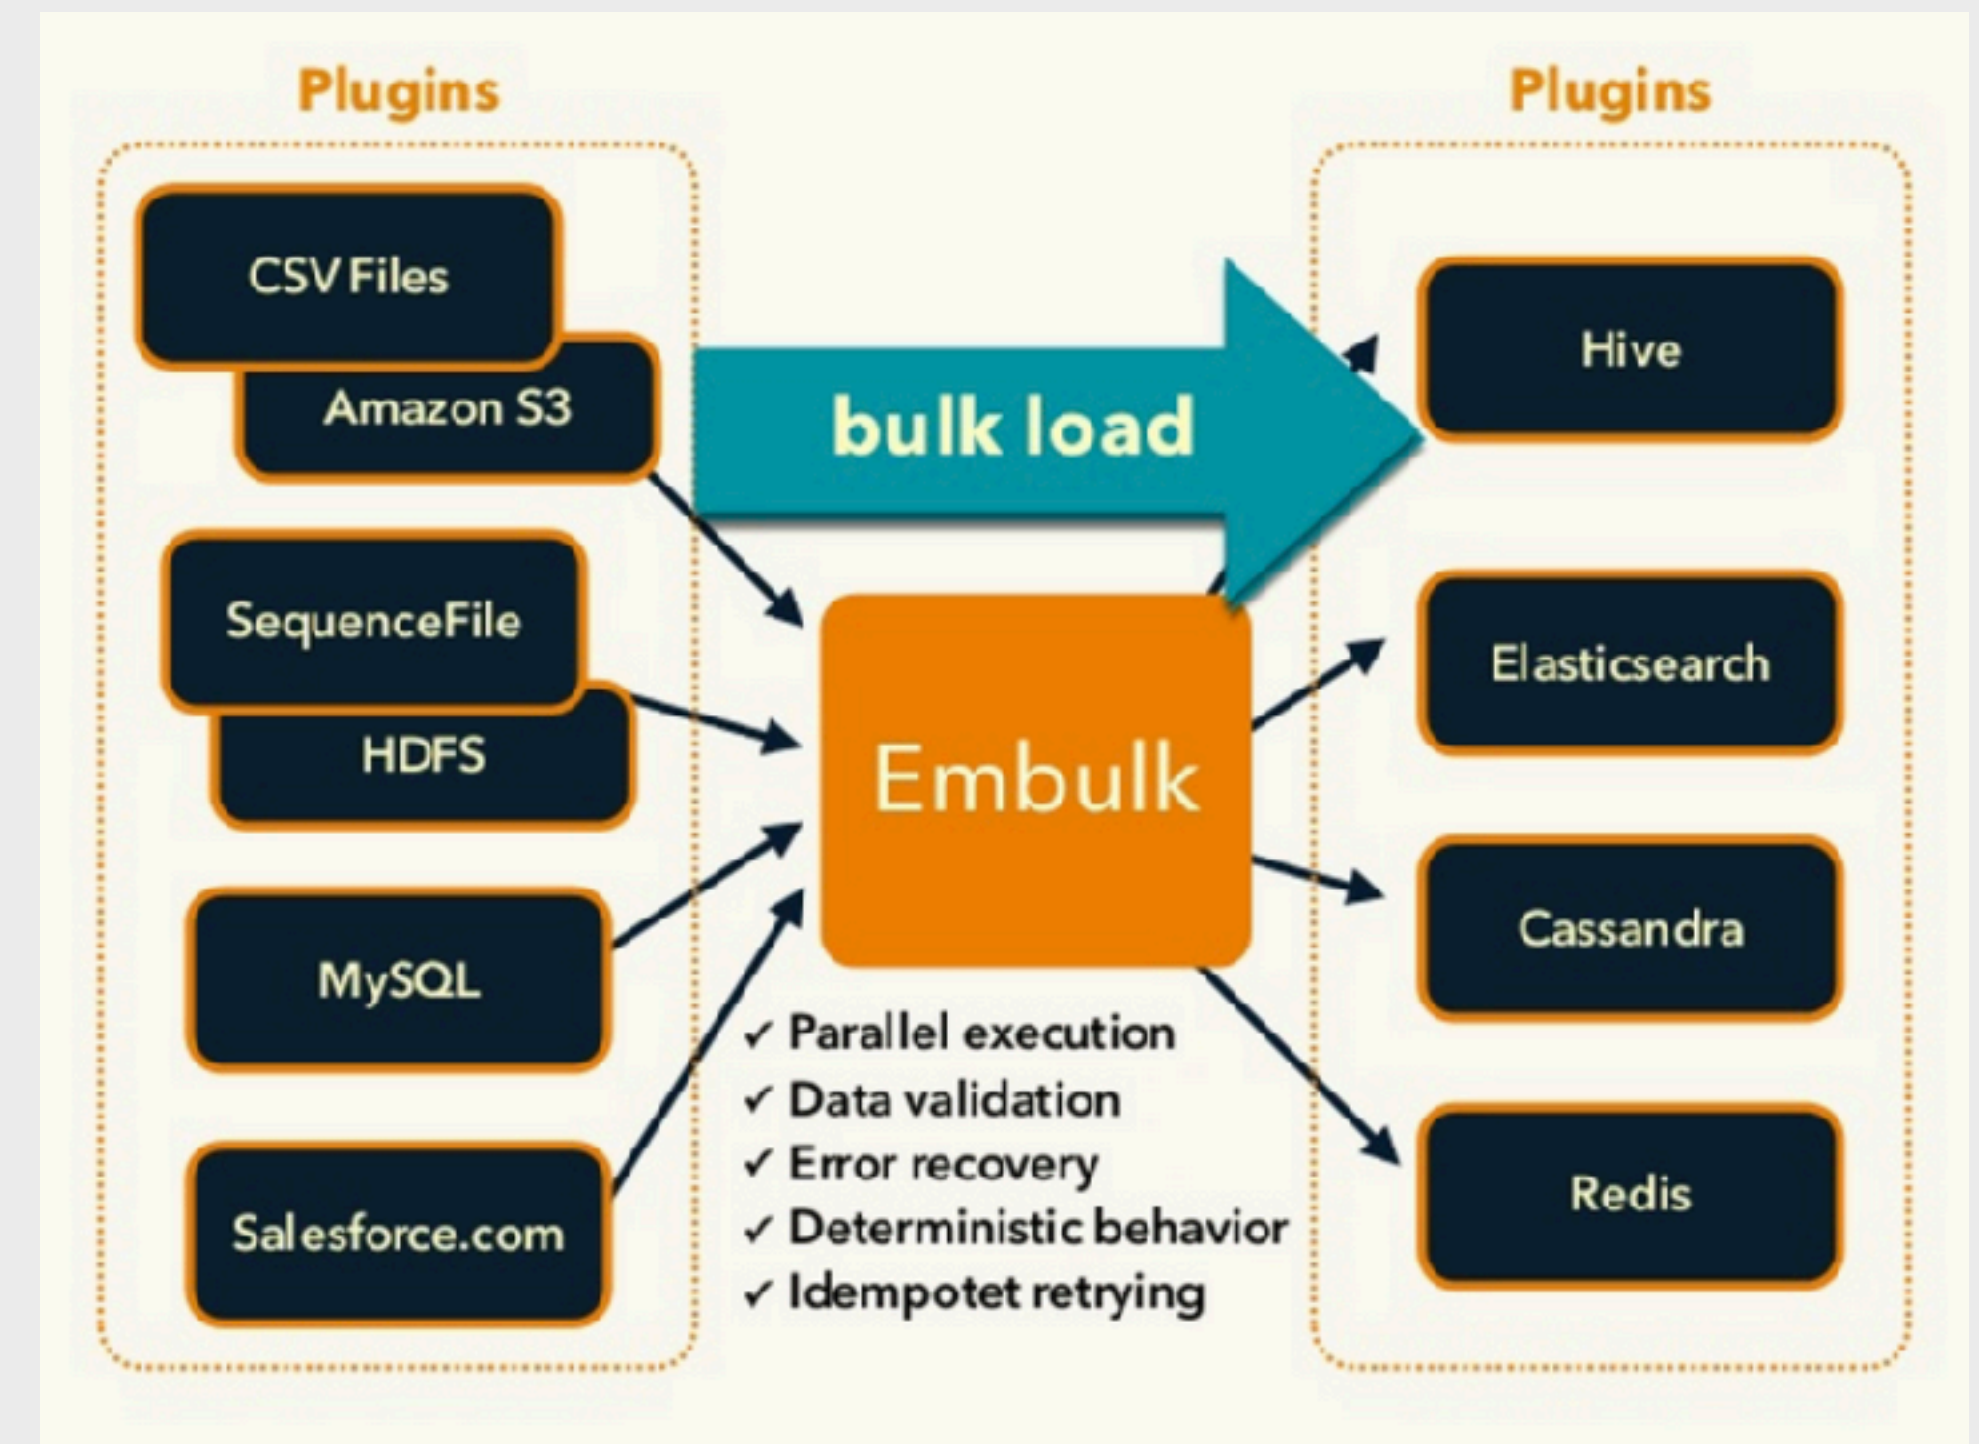 Plugins
CSV Files
Amazon S3
SequenceFile
HDFS
MySQL
Salesforce.com
bulk load
Embulk
✓ Parallel execution
✓ Data validation
✓ Error recovery
✓ Deterministic behavior
✓ Idempotet retrying
Plugins
Hive
Elasticsearch
Cassandra
Redis